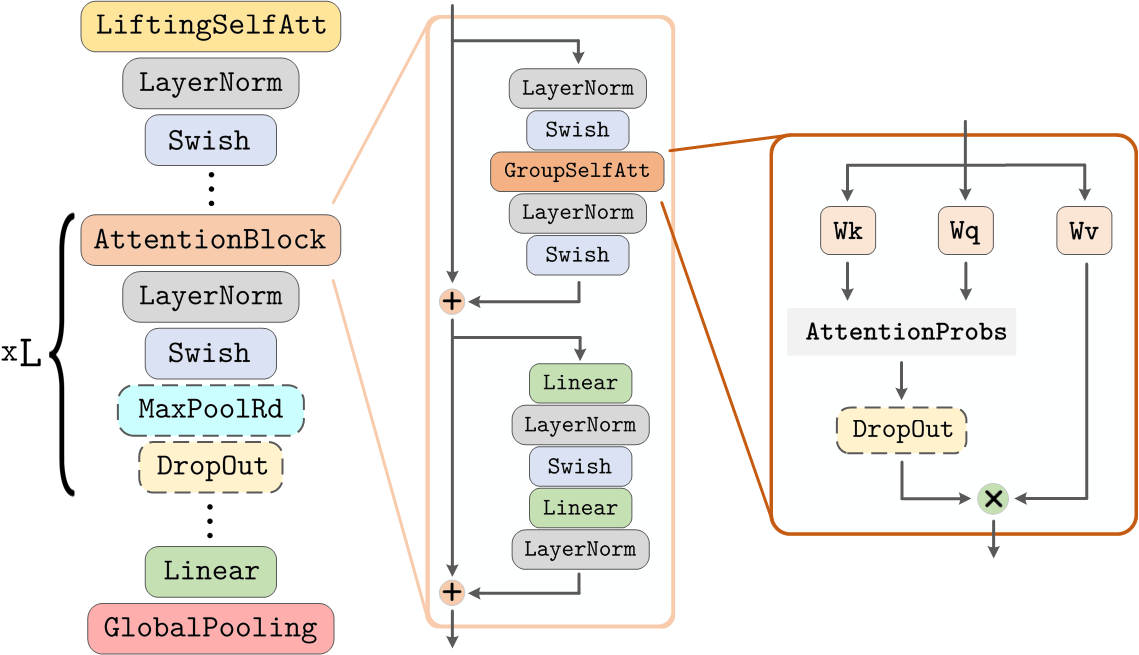 LiftingSelfAtt
LayerNorm
Swish
AttentionBlock
LayerNorm
Swish
xL
MaxPoolRd
DropOut
Linear
GlobalPooling
LayerNorm
Swish
GroupSelfAtt
LayerNorm
Swish
+
Linear
LayerNorm
Swish
Linear
LayerNorm
+
Wk Wq Wv
AttentionProbs
DropOut
×